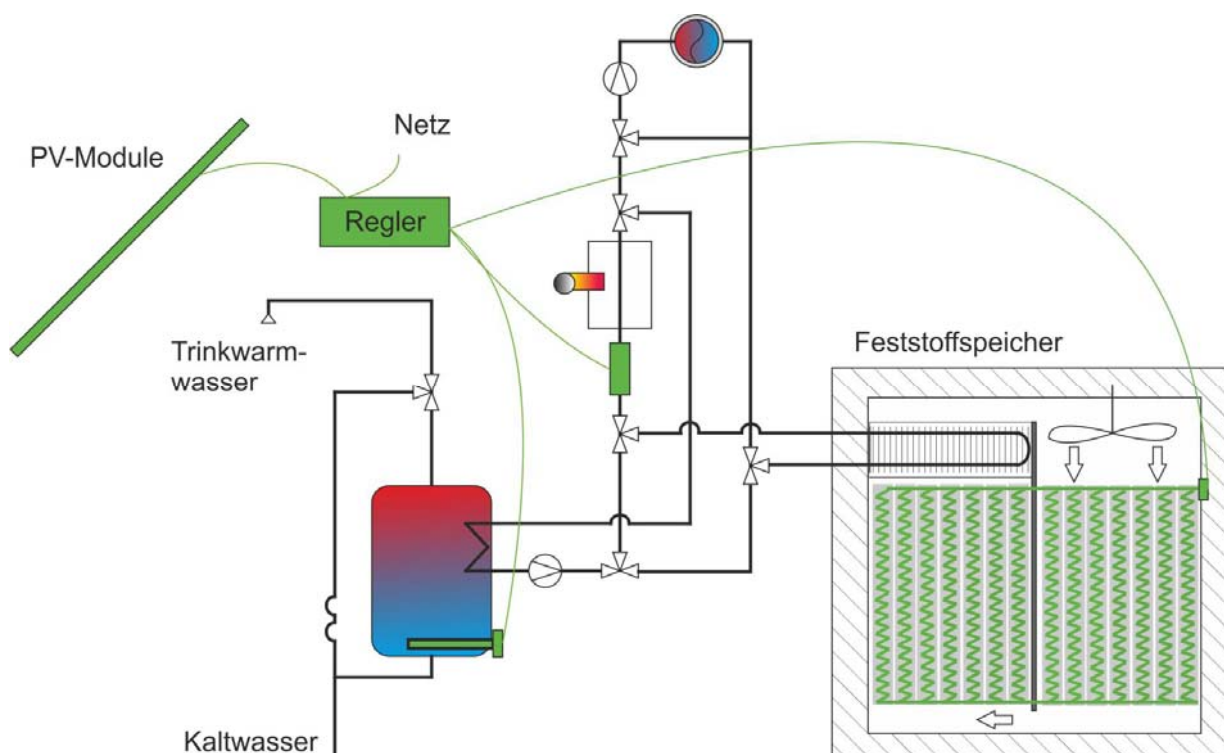 Netz
PV-Module
Regler
Trinkwarm-
wasser
Feststoffspeicher
Kaltwasser